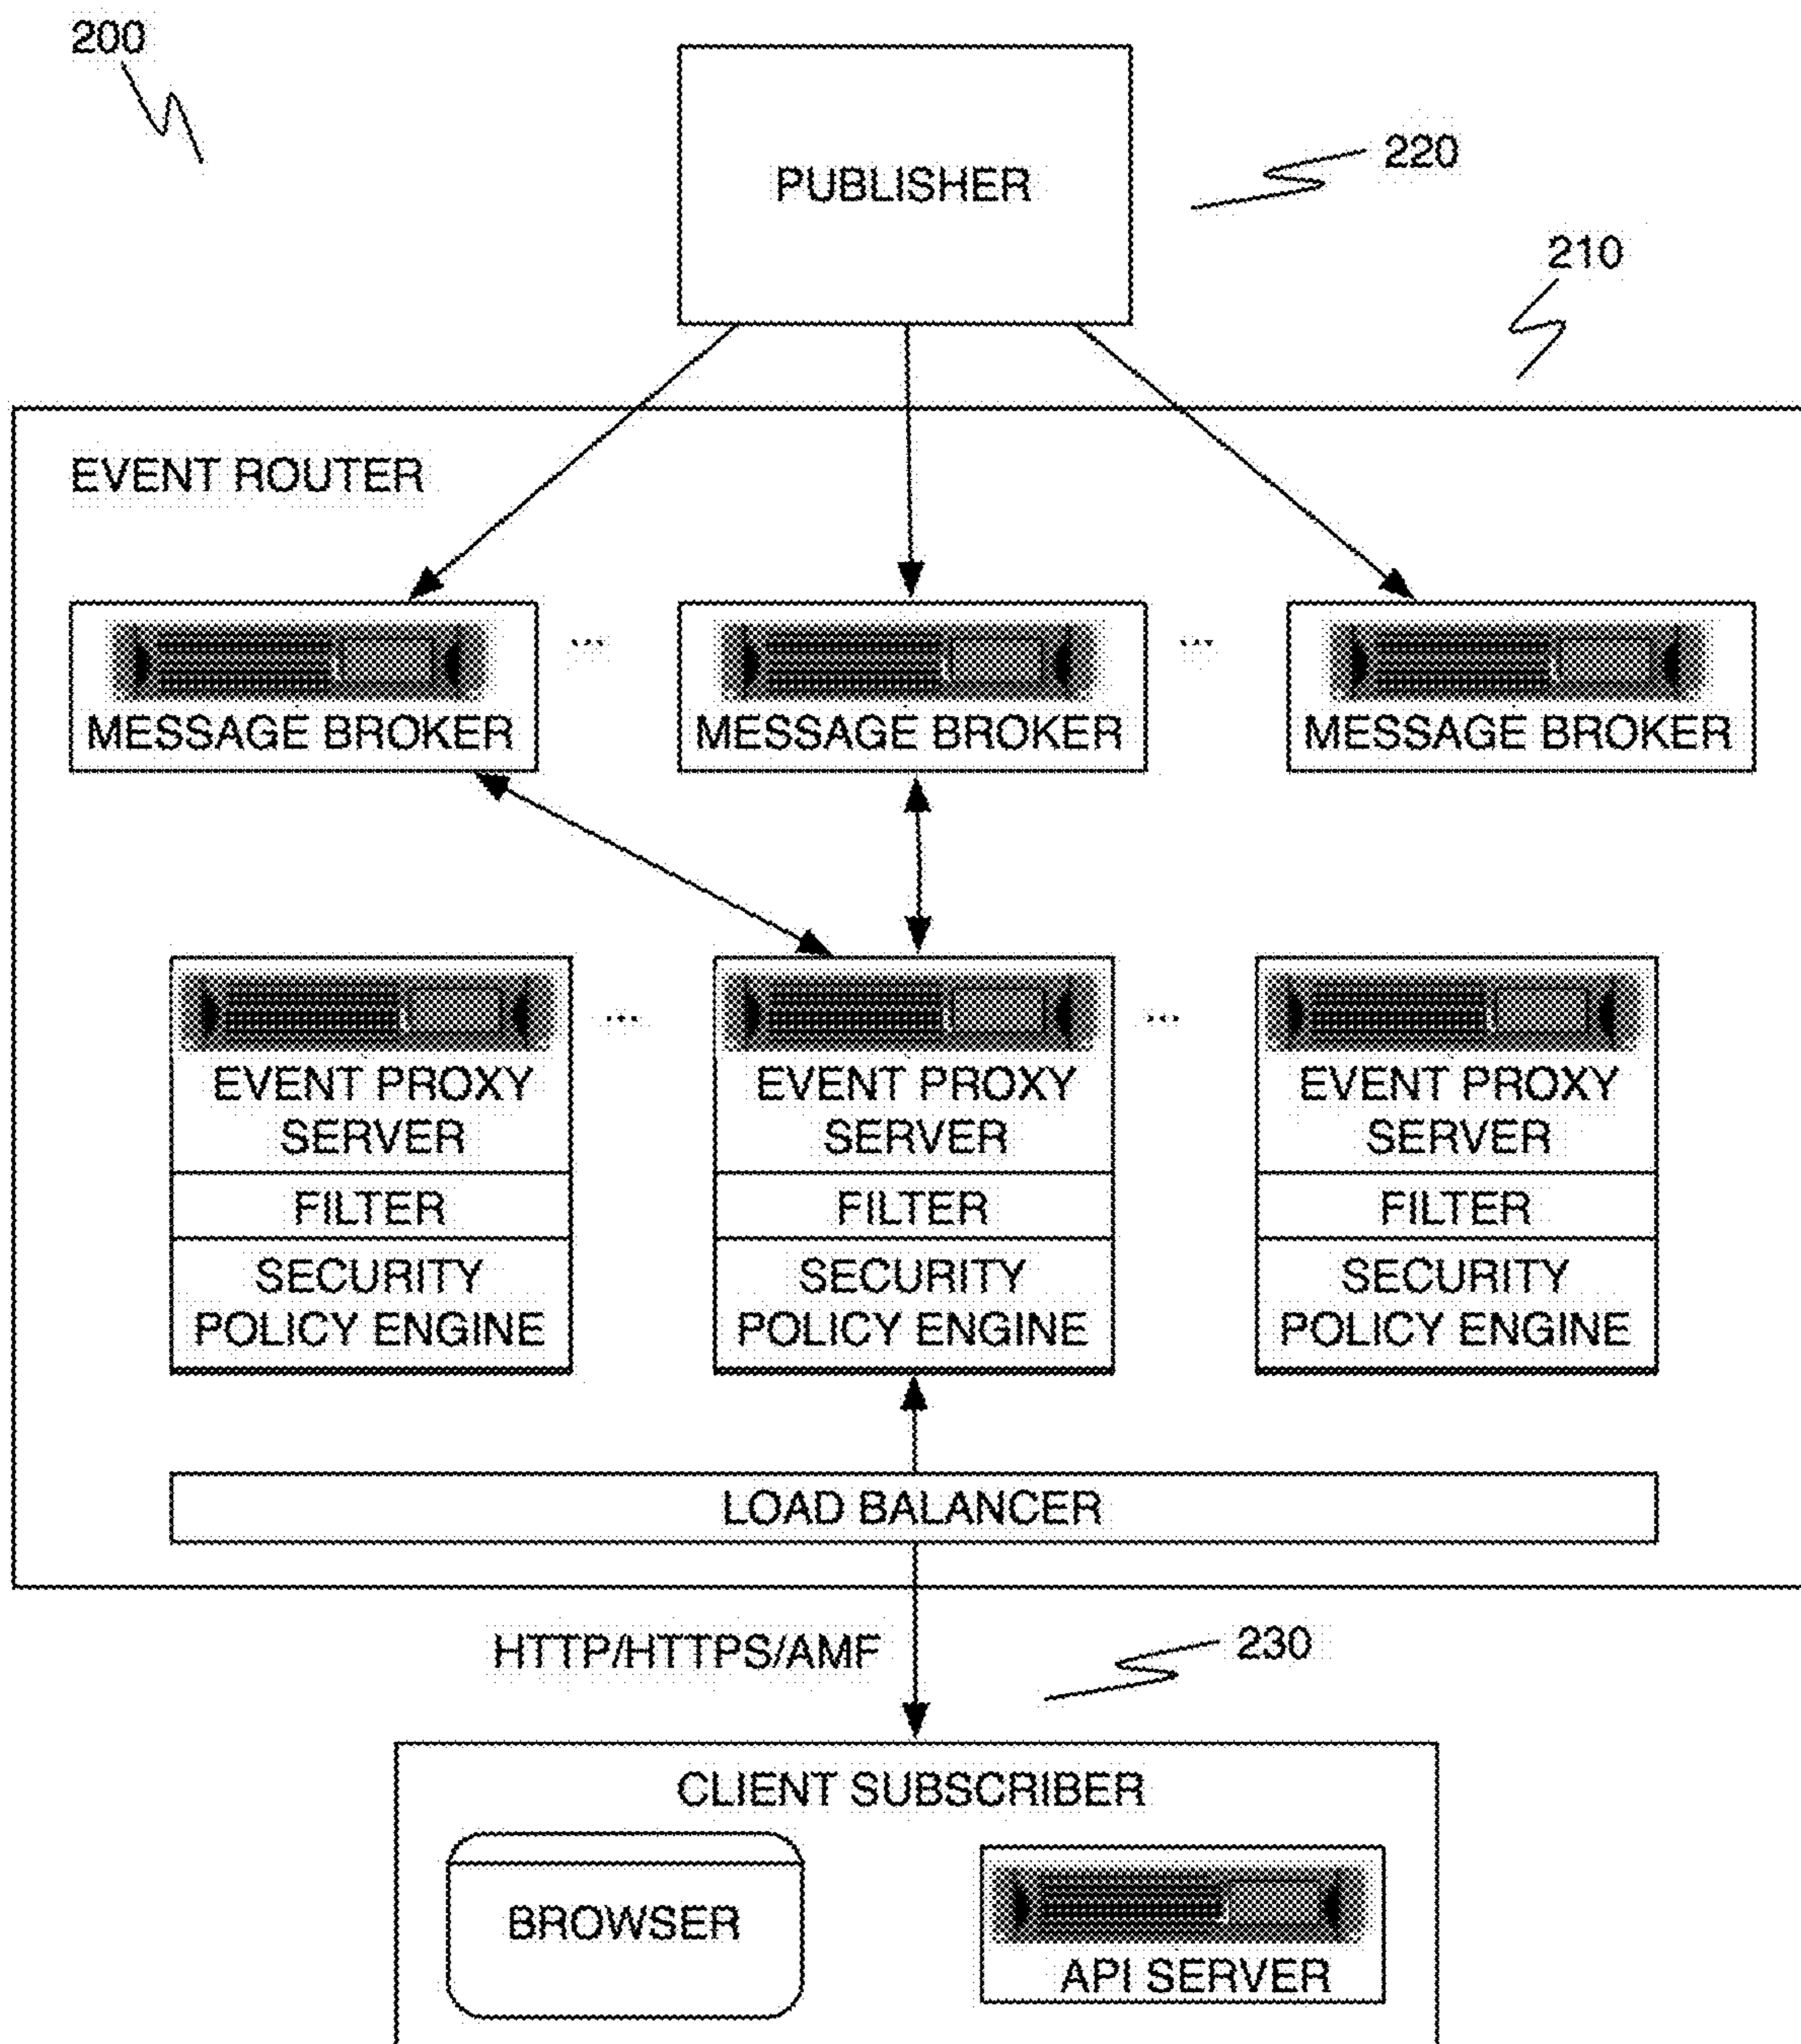 200
PUBLISHER
220
210
EVENT ROUTER
... ...
MESSAGE BROKER MESSAGE BROKER MESSAGE BROKER
... ...
EVENT PROXY EVENT PROXY EVENT PROXY
SERVER SERVER SERVER
FILTER FILTER FILTER
SECURITY SECURITY SECURITY
POLICY ENGINE POLICY ENGINE POLICY ENGINE
LOAD BALANCER
HTTP/HTTPS/AMF
230
CLIENT SUBSCRIBER
BROWSER
API SERVER